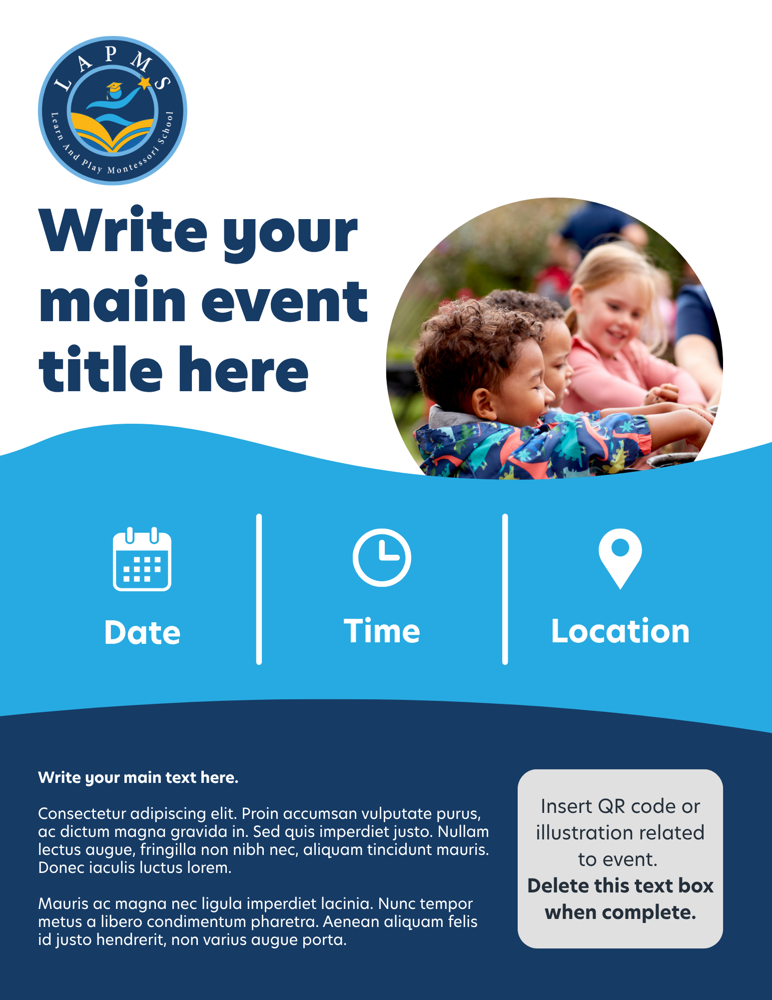 LAPMS
Learn And Play Montessori School
Write your
main event
title here
Date
Time
Location
Write your main text here.
Consectetur adipiscing elit. Proin accumsan vulputate purus,
ac dictum magna gravida in. Sed quis imperdiet justo. Nullam
lectus augue, fringilla non nibh nec, aliquam tincidunt mauris.
Donec iaculis luctus lorem.
Mauris ac magna nec ligula imperdiet lacinia. Nunc tempor
metus a libero condimentum pharetra. Aenean aliquam felis
id justo hendrerit, non varius augue porta.
Insert QR code or
illustration related
to event.
Delete this text box
when complete.